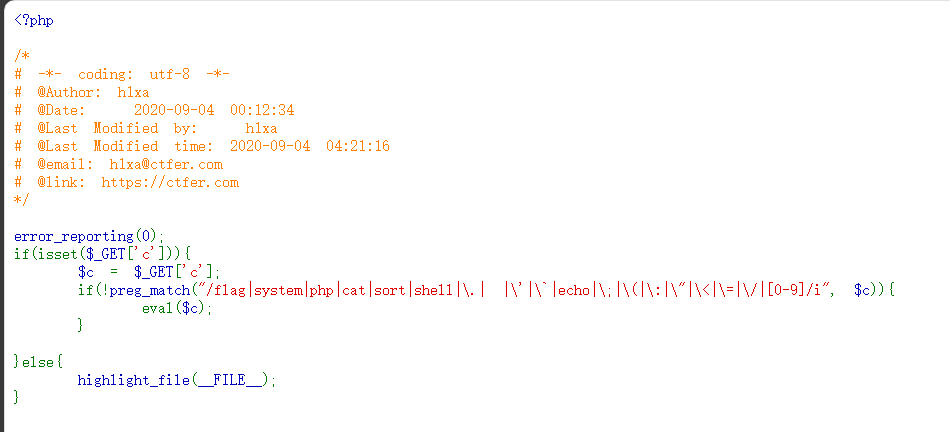 <?php
/*
# -*- coding: utf-8 -*-
# @Author: h1xa
# @Date:   2020-09-04 00:12:34
# @Last Modified by:   h1xa
# @Last Modified time: 2020-09-04 04:21:16
# @email: h1xa@ctfer.com
# @link: https://ctfer.com
*/
error_reporting(0);
if(isset($_GET['c'])){
    $c = $_GET['c'];
    if(!preg_match("/flag|system|php|cat|sort|shell|\.| |\'|\`|echo|\;|\(|\:|\"|\<|\=|\/|[0-9]/i", $c)){
        eval($c);
    }
}else{
    highlight_file(__FILE__);
}